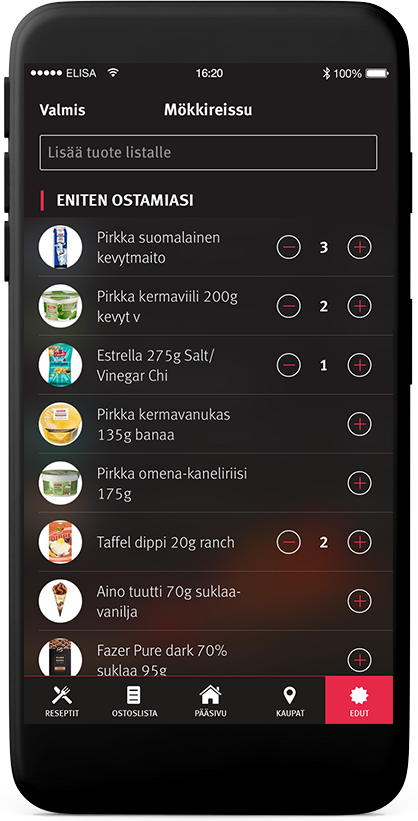 ELISA 16:20 100%
Valmis Mökkireissu
Lisää tuote listalle
ENITEN OSTAMIASI
Pirkka suomalainen
kevytmaito
3
Pirkka kermaviili 200g
kevyt v
2
Estrella 275g Salt/
Vinegar Chi
1
Pirkka kermavanukas
135g banaa
Pirkka omena-kaneliriisi
175g
Taffel dippi 20g ranch
2
Aino tuutti 70g suklaa-
vanilja
Fazer Pure dark 70%
suklaa 95g
RESEPTIT OSTOSLISTA PÄÄSIVU KAUPAT EDUT